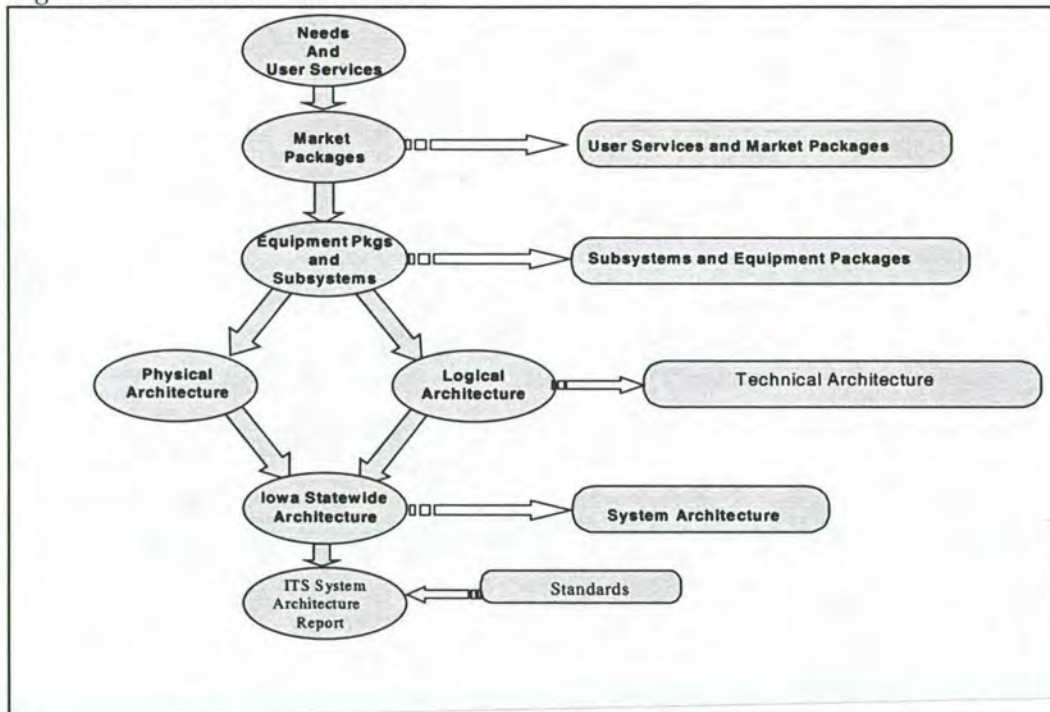 Needs
And
User Services
Market
Packages
User Services and Market Packages
Equipment Pkgs
and
Subsystems
Subsystems and Equipment Packages
Physical
Architecture
Logical
Architecture
Technical Architecture
Iowa Statewide
Architecture
System Architecture
ITS System
Architecture
Report
Standards